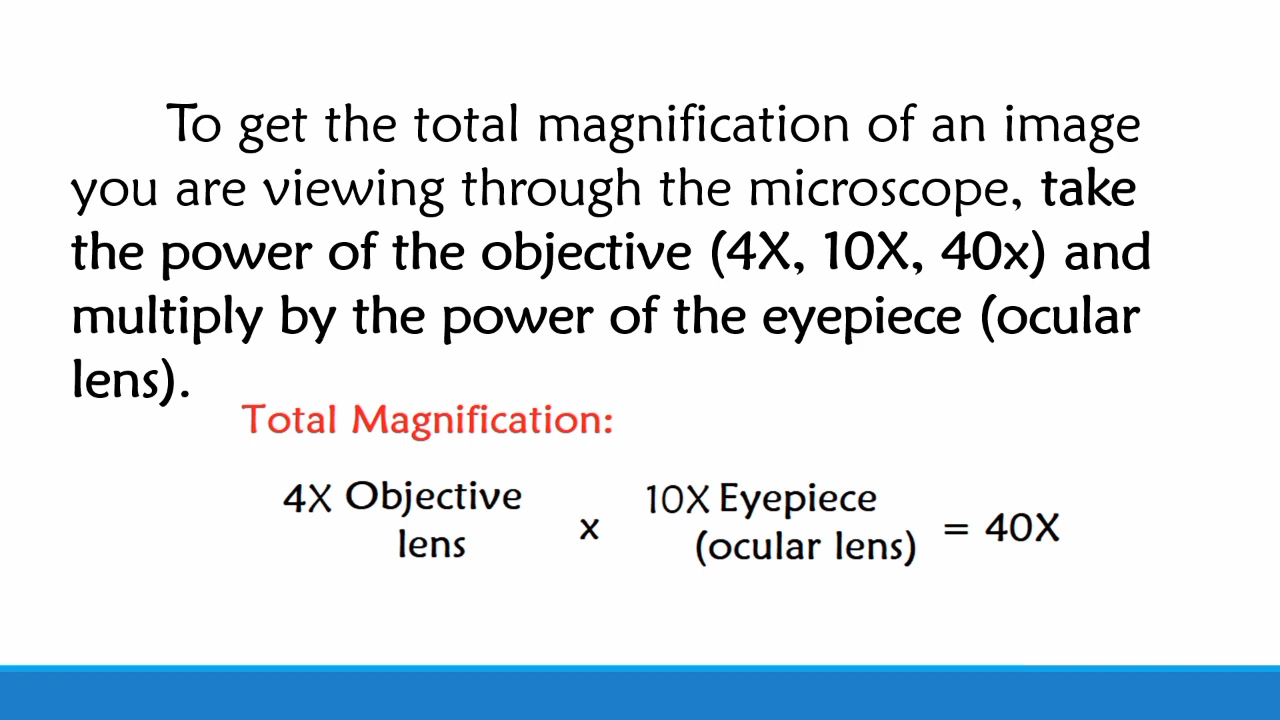 To get the total magnification of an image
you are viewing through the microscope, take
the power of the objective (4X, 10X, 40x) and
multiply by the power of the eyepiece (ocular
lens).
Total Magnification:
4X Objective lens x 10X Eyepiece (ocular lens) = 40X